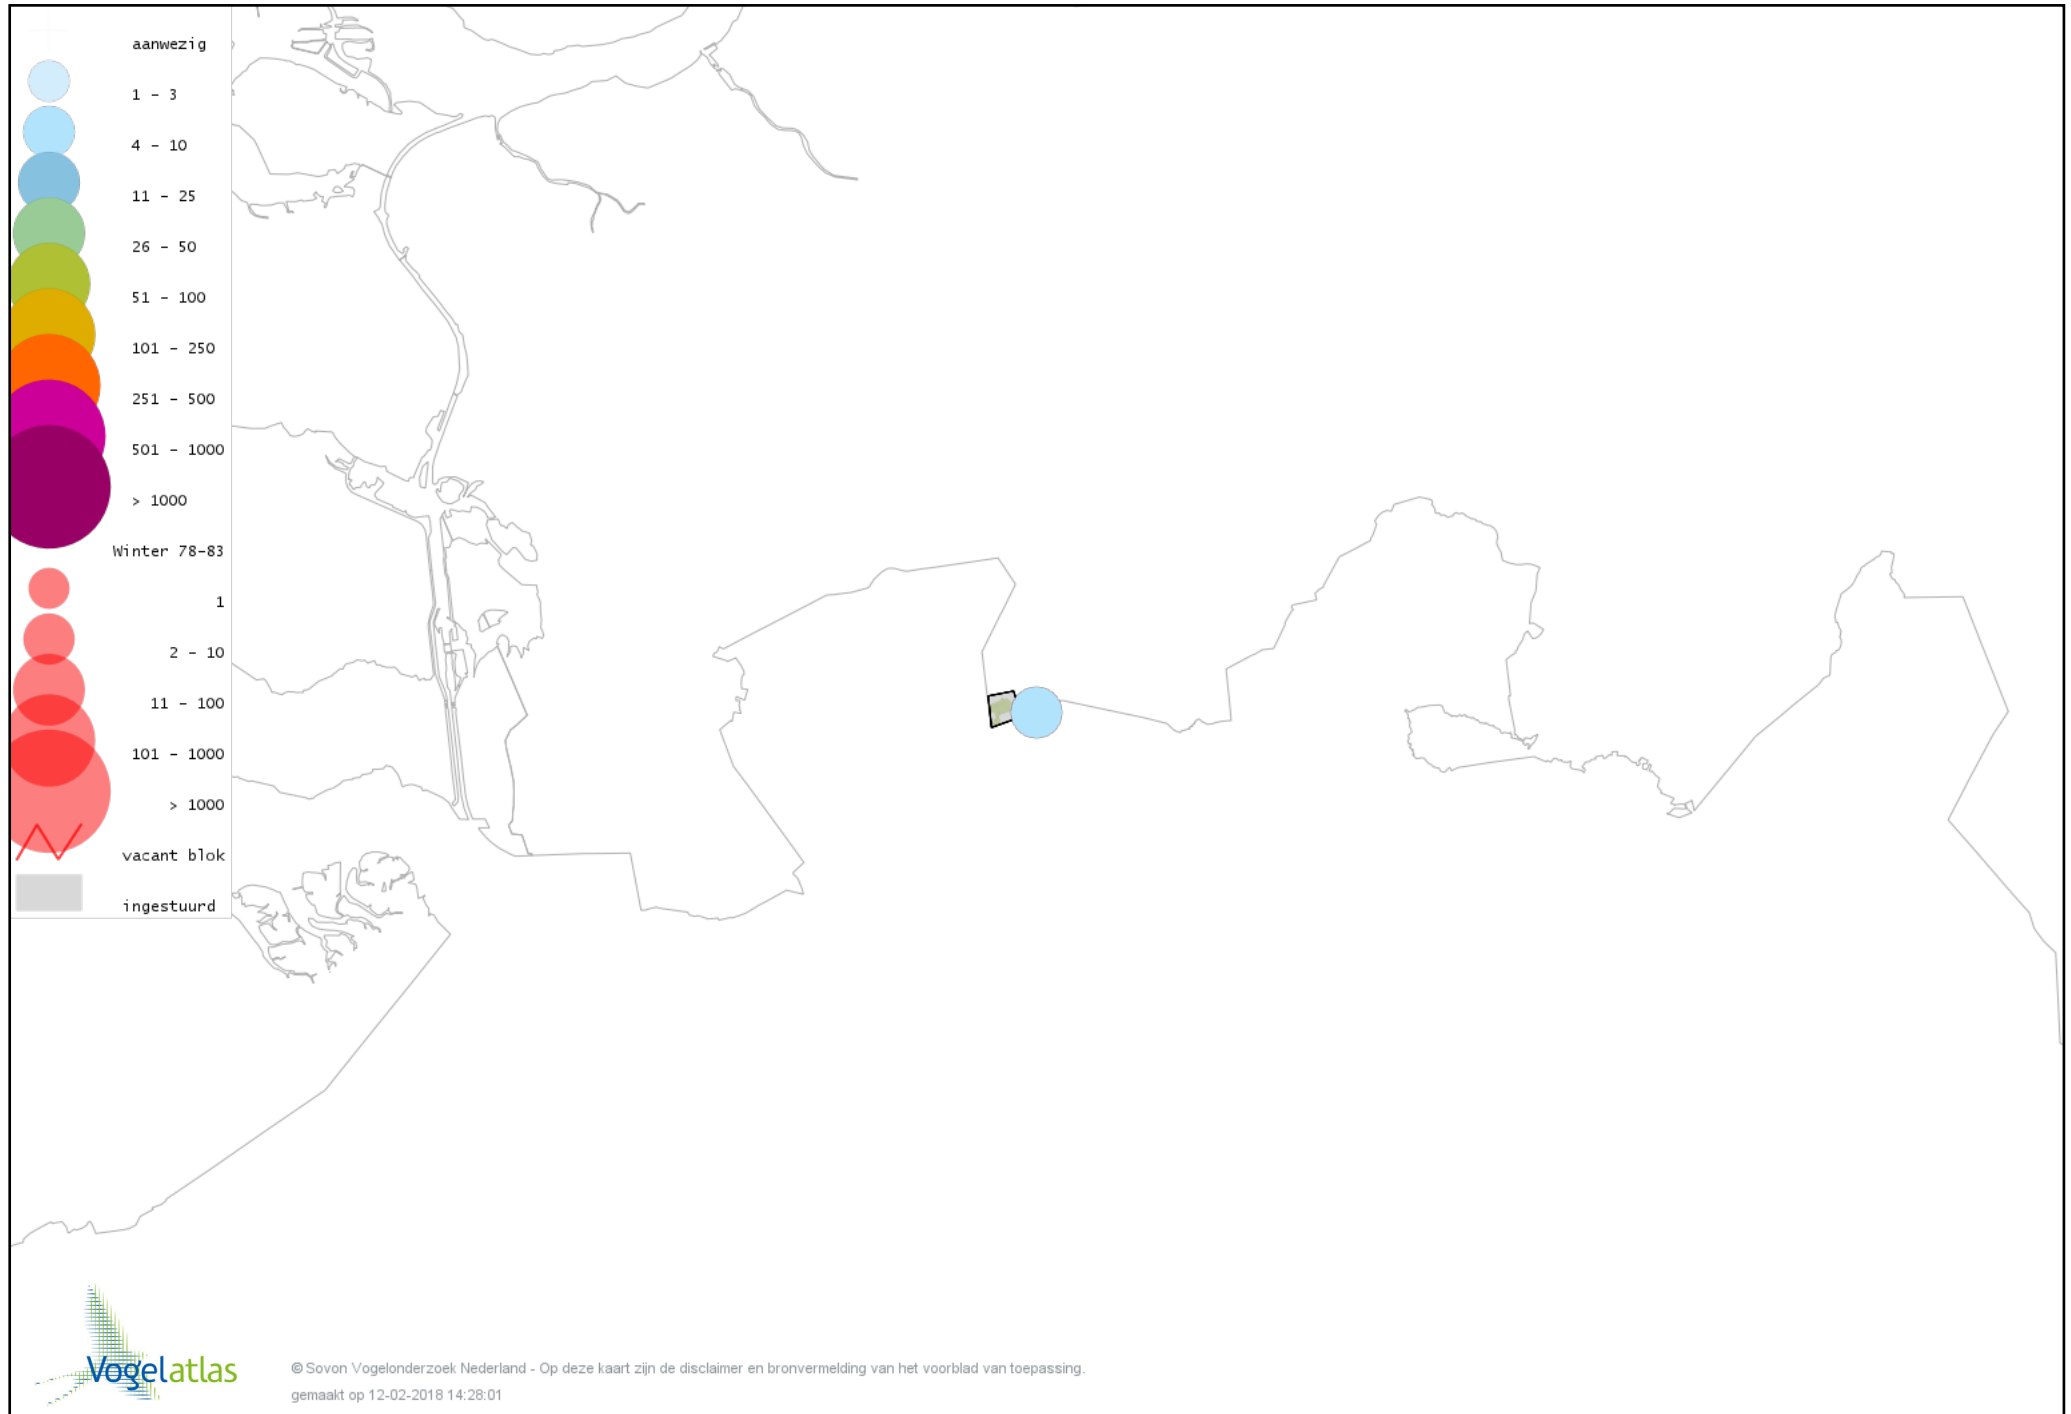 aanwezig
1 - 3
4 - 10
11 - 25
26 - 50
51 - 100
101 - 250
251 - 500
501 - 1000
> 1000
Winter 78-83
1
2 - 10
11 - 100
101 - 1000
> 1000
vacant blok
ingestuurd
Vogelatlas
© Sovon Vogelonderzoek Nederland - Op deze kaart zijn de disclaimer en bronvermelding van het voorblad van toepassing.
gemaakt op 12-02-2018 14:28:01